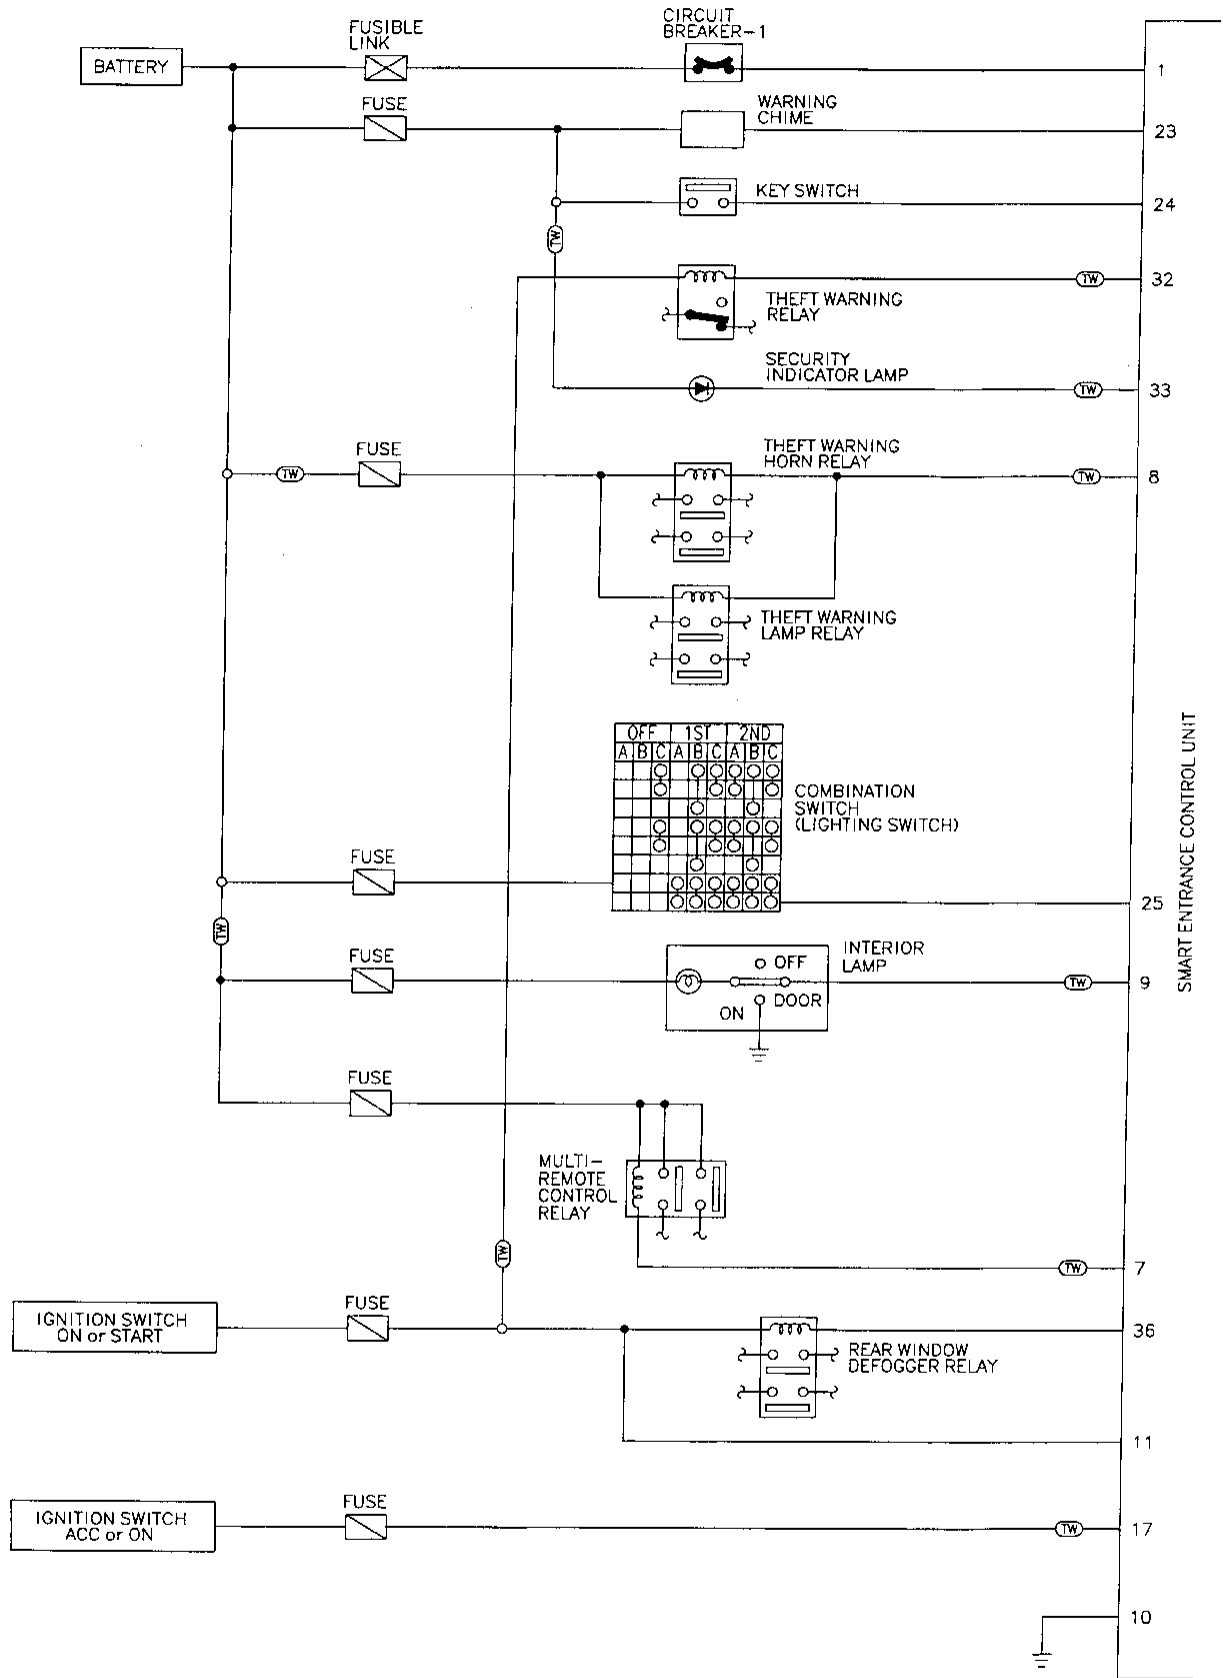 FUSIBLE
LINK
CIRCUIT
BREAKER-1
BATTERY
1
FUSE
WARNING
CHIME
23
KEY SWITCH
24
TW
TW
32
THEFT WARNING
RELAY
SECURITY
INDICATOR LAMP
TW
33
FUSE
THEFT WARNING
HORN RELAY
TW
TW
8
THEFT WARNING
LAMP RELAY
OFF 1ST 2ND
A B C A B C A B C
COMBINATION
SWITCH
(LIGHTING SWITCH)
SMART ENTRANCE CONTROL UNIT
FUSE
25
TW
FUSE
INTERIOR
LAMP
OFF
TW
9
DOOR
ON
FUSE
MULTI-
REMOTE
CONTROL
RELAY
TW
TW
7
IGNITION SWITCH
ON or START
FUSE
36
REAR WINDOW
DEFOGGER RELAY
11
IGNITION SWITCH
ACC or ON
FUSE
TW
17
10